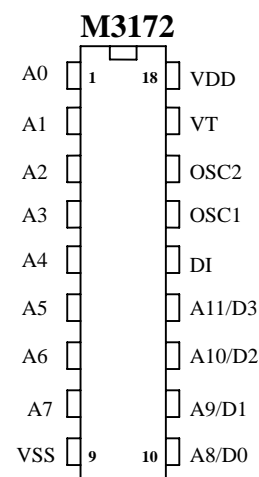 M3172
A0 1 18 VDD
A1 VT
A2 OSC2
A3 OSC1
A4 DI
A5 A11/D3
A6 A10/D2
A7 A9/D1
VSS 9 10 A8/D0